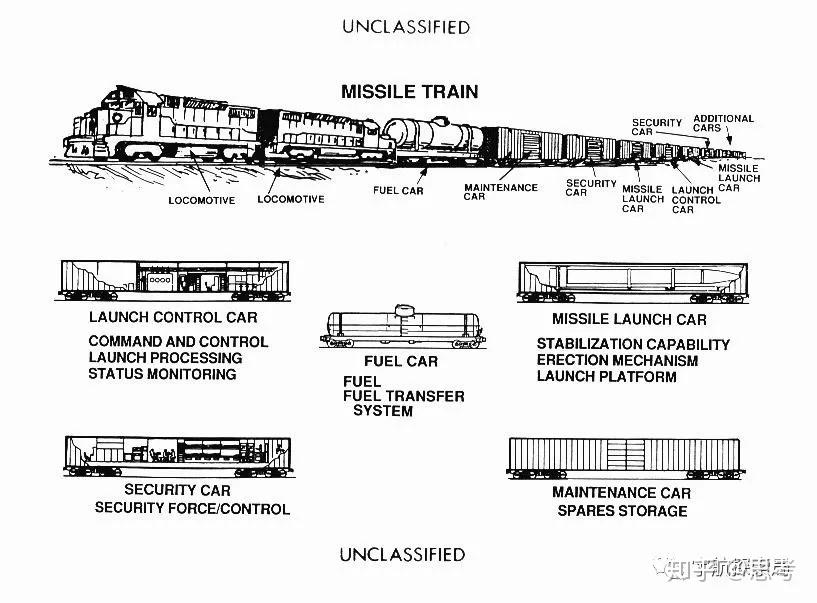 UNCLASSIFIED
MISSILE TRAIN
LOCOMOTIVE
LOCOMOTIVE
FUEL CAR
MAINTENANCE
CAR
SECURITY
CAR
MISSILE
LAUNCH
CAR
LAUNCH
CONTROL
CAR
MISSILE
LAUNCH
CAR
SECURITY
CAR
ADDITIONAL
CARS
LAUNCH CONTROL CAR
COMMAND AND CONTROL
LAUNCH PROCESSING
STATUS MONITORING
FUEL CAR
FUEL
FUEL TRANSFER
SYSTEM
MISSILE LAUNCH CAR
STABILIZATION CAPABILITY
ERECTION MECHANISM
LAUNCH PLATFORM
SECURITY CAR
SECURITY FORCE/CONTROL
MAINTENANCE CAR
SPARES STORAGE
UNCLASSIFIED
知乎 @思考